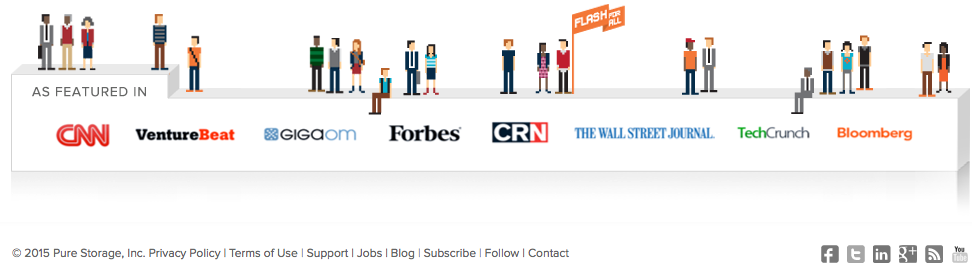 FLASH FOR ALL
AS FEATURED IN
CNN VentureBeat GIGAOM Forbes CRN THE WALL STREET JOURNAL. TechCrunch Bloomberg
© 2015 Pure Storage, Inc. Privacy Policy | Terms of Use | Support | Jobs | Blog | Subscribe | Follow | Contact
f t in g+ You Tube